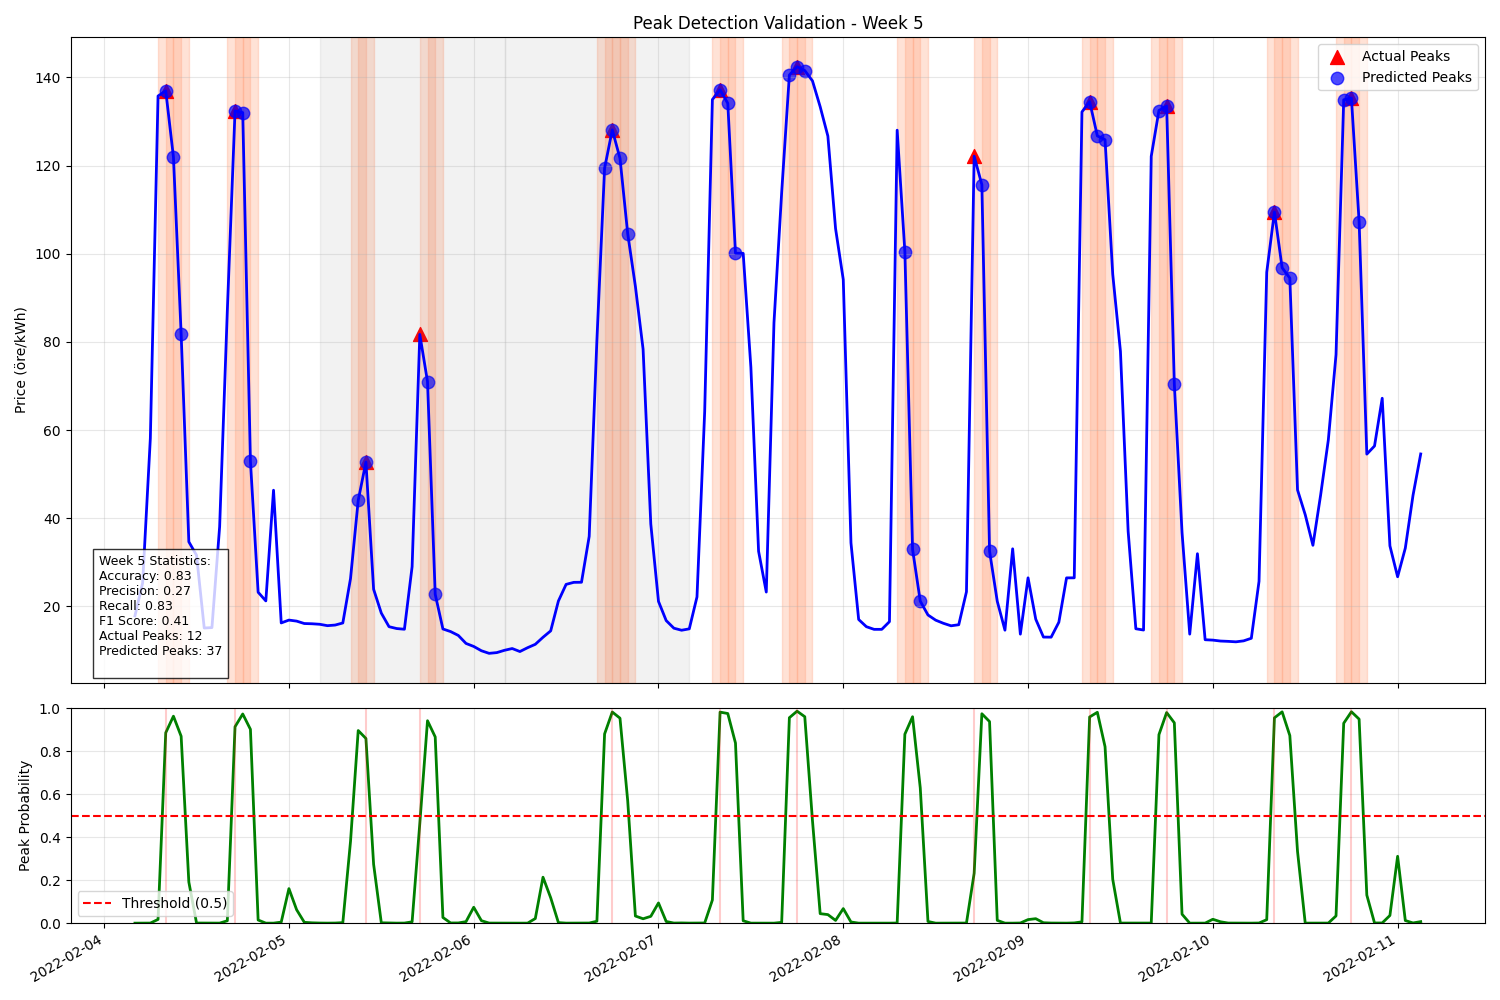 Peak Detection Validation - Week 5
Actual Peaks
Predicted Peaks
Price (öre/kWh)
140
120
100
80
60
40
20
Week 5 Statistics:
Accuracy: 0.83
Precision: 0.27
Recall: 0.83
F1 Score: 0.41
Actual Peaks: 12
Predicted Peaks: 37
Peak Probability
1.0
0.8
0.6
0.4
0.2
0.0
Threshold (0.5)
2022-02-04
2022-02-05
2022-02-06
2022-02-07
2022-02-08
2022-02-09
2022-02-10
2022-02-11